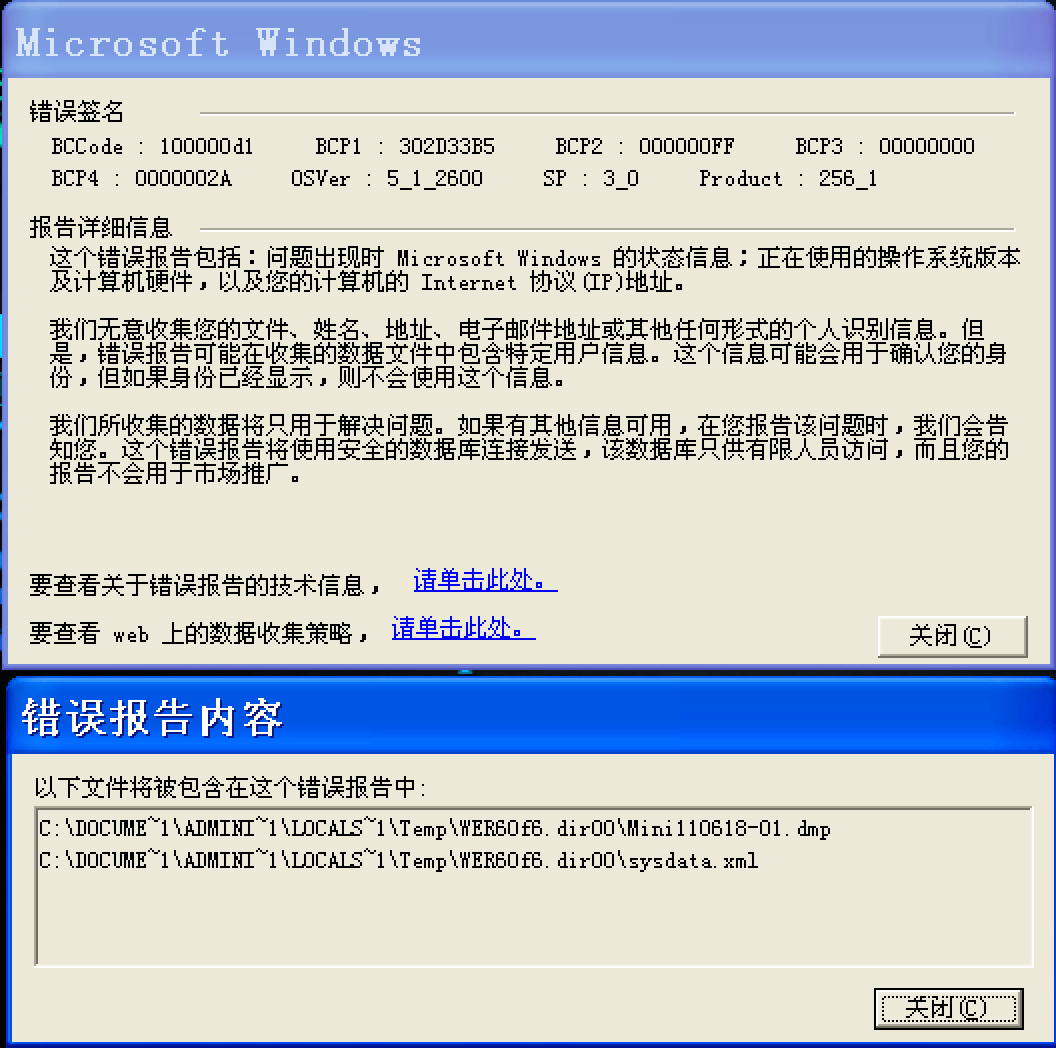 Microsoft Windows
错误签名
BCCode : 100000d1 BCP1 : 302D33B5 BCP2 : 000000FF BCP3 : 00000000
BCP4 : 0000002A OSVer : 5_1_2600 SP : 3_0 Product : 256_1
报告详细信息
这个错误报告包括：问题出现时 Microsoft Windows 的状态信息；正在使用的操作系统版本
及计算机硬件，以及您的计算机的 Internet 协议(IP)地址。
我们无意收集您的文件、姓名、地址、电子邮件地址或其他任何形式的个人识别信息。但
是，错误报告可能在收集的数据文件中包含特定用户信息。这个信息可能会用于确认您的身
份，但如果身份已经显示，则不会使用这个信息。
我们所收集的数据将只用于解决问题。如果有其他信息可用，在您报告该问题时，我们会告
知您。这个错误报告将使用安全的数据库连接发送，该数据库只供有限人员访问，而且您的
报告不会用于市场推广。
要查看关于错误报告的技术信息， 请单击此处。
要查看 web 上的数据收集策略， 请单击此处。
关闭(C)
错误报告内容
以下文件将被包含在这个错误报告中:
C:\DOCUME~1\ADMINI~1\LOCALS~1\Temp\WER60f6.dir00\Mini110618-01.dmp
C:\DOCUME~1\ADMINI~1\LOCALS~1\Temp\WER60f6.dir00\sysdata.xml
关闭(C)